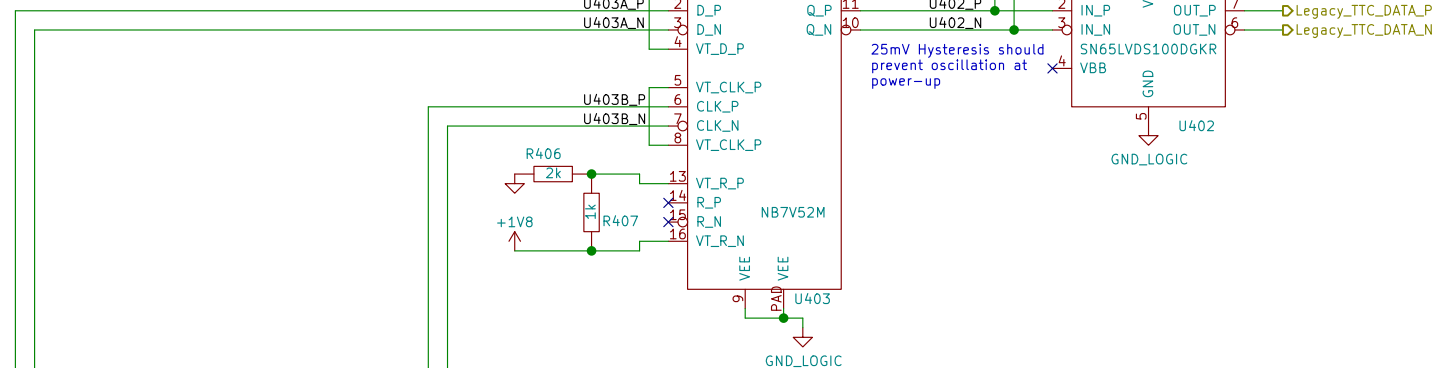 U403A_P
2
D_P
Q_P
11
U402_P
2
IN_P
OUT_P
7
Legacy_TTC_DATA_P
U403A_N
3
D_N
Q_N
10
U402_N
3
IN_N
OUT_N
6
Legacy_TTC_DATA_N
4
VT_D_P
25mV Hysteresis should
prevent oscillation at
power-up
SN65LVDS100DGKR
4
VBB
GND
5
U402
GND_LOGIC
5
VT_CLK_P
U403B_P
6
CLK_P
U403B_N
7
CLK_N
8
VT_CLK_P
R406
2k
13
VT_R_P
14
R_P
1k
R407
15
R_N
NB7V52M
+1V8
16
VT_R_N
VEE
VEE
9
PAD
U403
GND_LOGIC